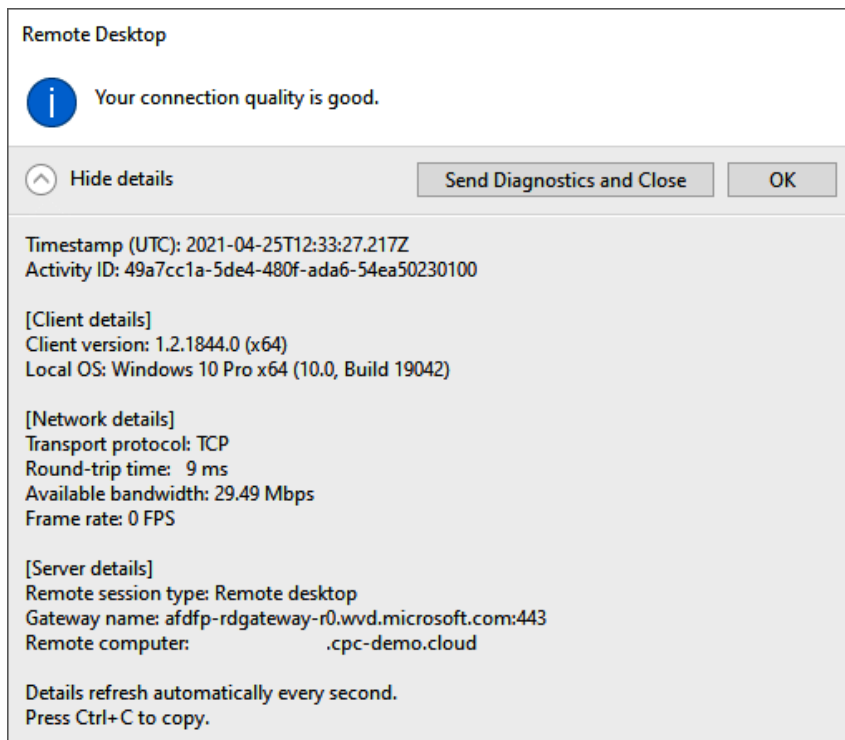 Remote Desktop
Your connection quality is good.
Hide details
Send Diagnostics and Close
OK
Timestamp (UTC): 2021-04-25T12:33:27.217Z
Activity ID: 49a7cc1a-5de4-480f-ada6-54ea50230100
[Client details]
Client version: 1.2.1844.0 (x64)
Local OS: Windows 10 Pro x64 (10.0, Build 19042)
[Network details]
Transport protocol: TCP
Round-trip time:   9 ms
Available bandwidth: 29.49 Mbps
Frame rate: 0 FPS
[Server details]
Remote session type: Remote desktop
Gateway name: afdfp-rdgateway-r0.wvd.microsoft.com:443
Remote computer: .cpc-demo.cloud
Details refresh automatically every second.
Press Ctrl+C to copy.